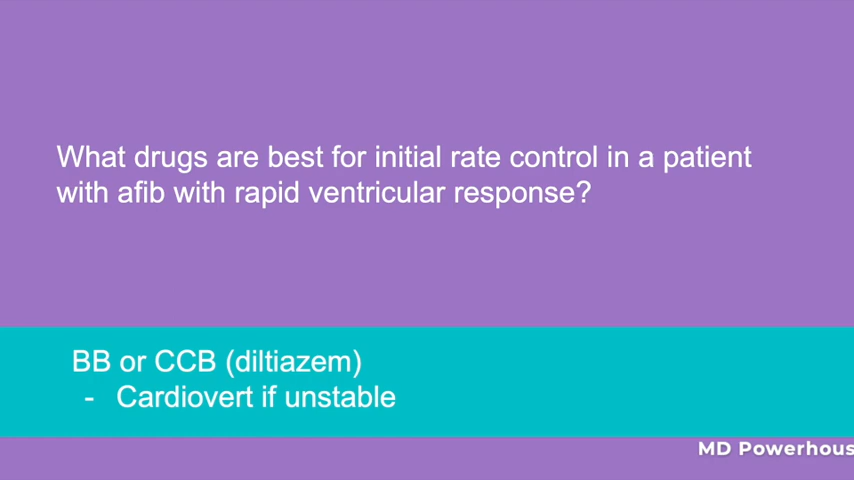 What drugs are best for initial rate control in a patient
with afib with rapid ventricular response?
BB or CCB (diltiazem)
- Cardiovert if unstable
MD Powerhous